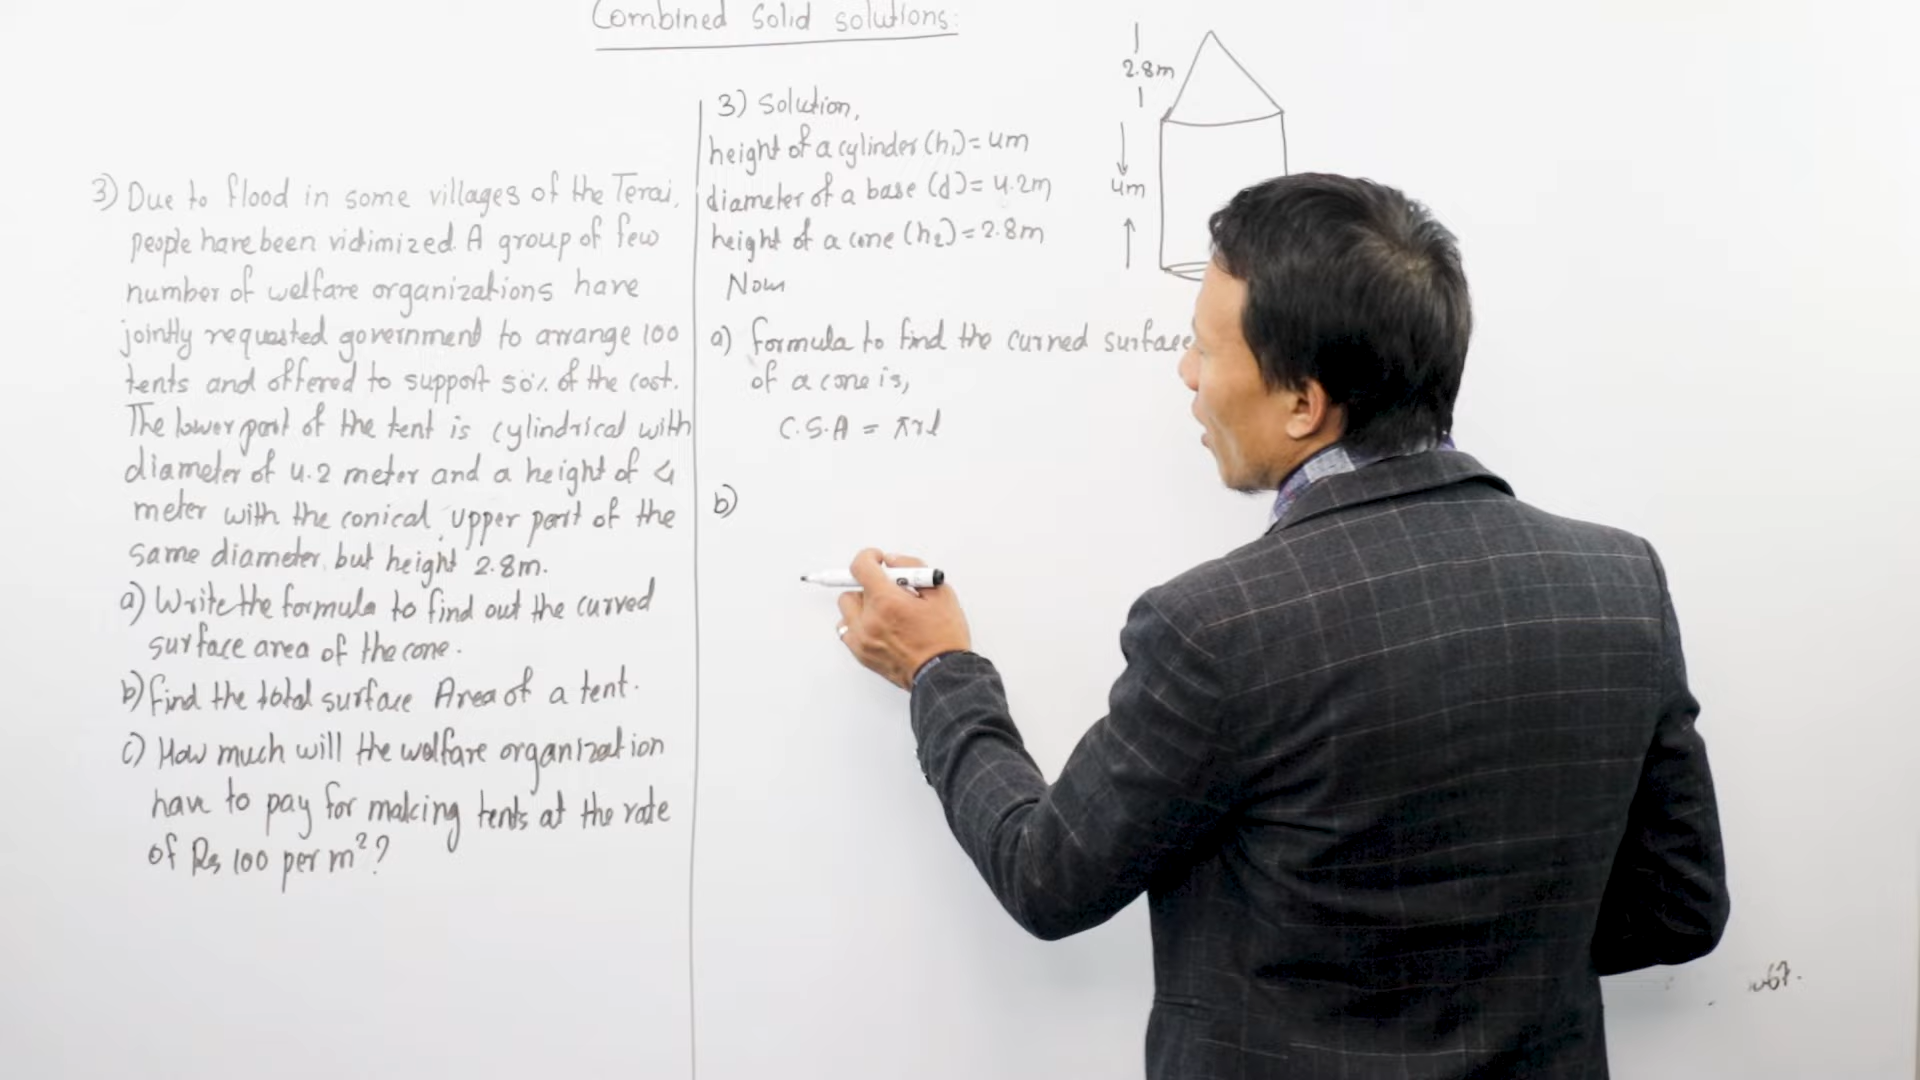 Combined Solid solutions:
3) Due to flood in some villages of the Terai,
people have been vidimized. A group of few
number of welfare organizations have
jointly requested government to arrange 100
tents and offered to support 50% of the cost.
The lower part of the tent is cylindrical with
diameter of 4.2 meter and a height of 4
meter with the conical upper part of the
same diameter but height 2.8m.
a) Write the formula to find out the curved
surface area of the cone.
b) Find the total surface Area of a tent.
c) How much will the welfare organization
have to pay for making tents at the rate
of Rs 100 per m²?
3) Solution,
height of a cylinder (h₁) = 4m
diameter of a base (d) = 4.2m
height of a cone (h₂) = 2.8m
Now
a) formula to find the curved surface
of a cone is,
C.S.A = πrl
b)
2.8m
4m